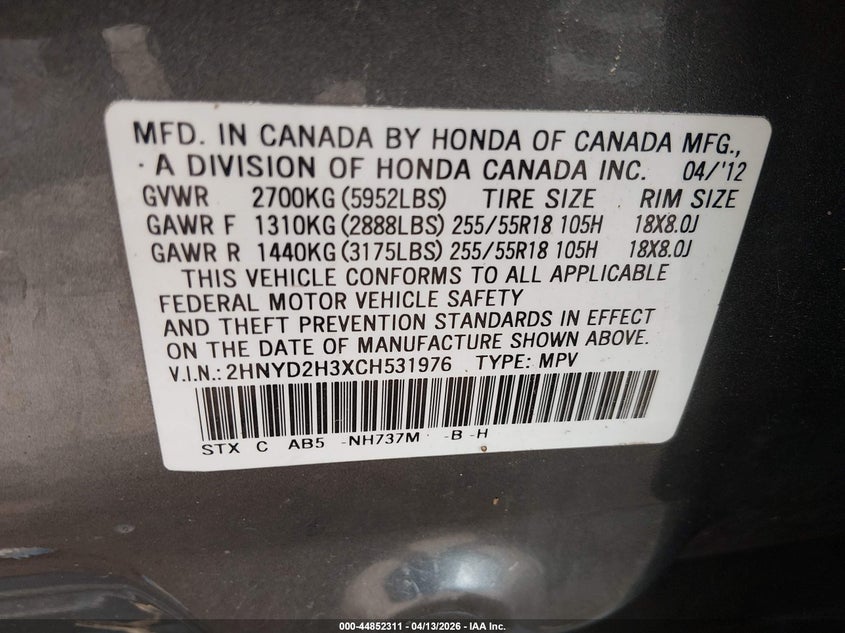 MFD. IN CANADA BY HONDA OF CANADA MFG.,
A DIVISION OF HONDA CANADA INC. 04/'12
GVWR 2700KG (5952LBS) TIRE SIZE RIM SIZE
GAWR F 1310KG (2888LBS) 255/55R18 105H 18X8.0J
GAWR R 1440KG (3175LBS) 255/55R18 105H 18X8.0J
THIS VEHICLE CONFORMS TO ALL APPLICABLE
FEDERAL MOTOR VEHICLE SAFETY
AND THEFT PREVENTION STANDARDS IN EFFECT
ON THE DATE OF MANUFACTURE SHOWN ABOVE.
V.I.N.: 2HNYD2H3XCH531976 TYPE: MPV
STX C AB5 -NH737M -B -H
000-44852311 - 04/13/2026 - IAA Inc.